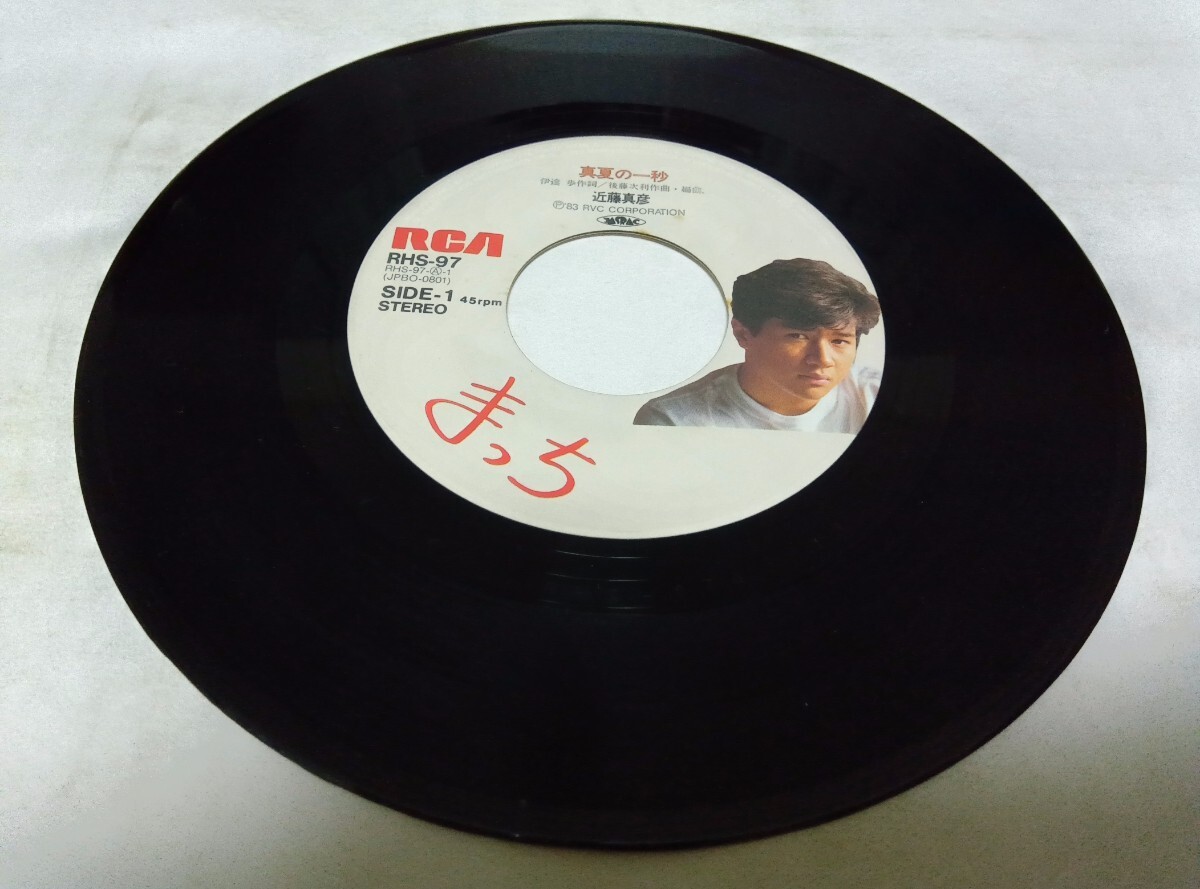 真夏の一秒
伊達 歩作詞/後藤次利作曲・編曲
近藤真彦
Ⓟ'83 RVC CORPORATION
JASRAC
RCA
RHS-97
RHS-97-Ⓐ-1
(JPBO-0801)
SIDE-1 45rpm
STEREO
まっち